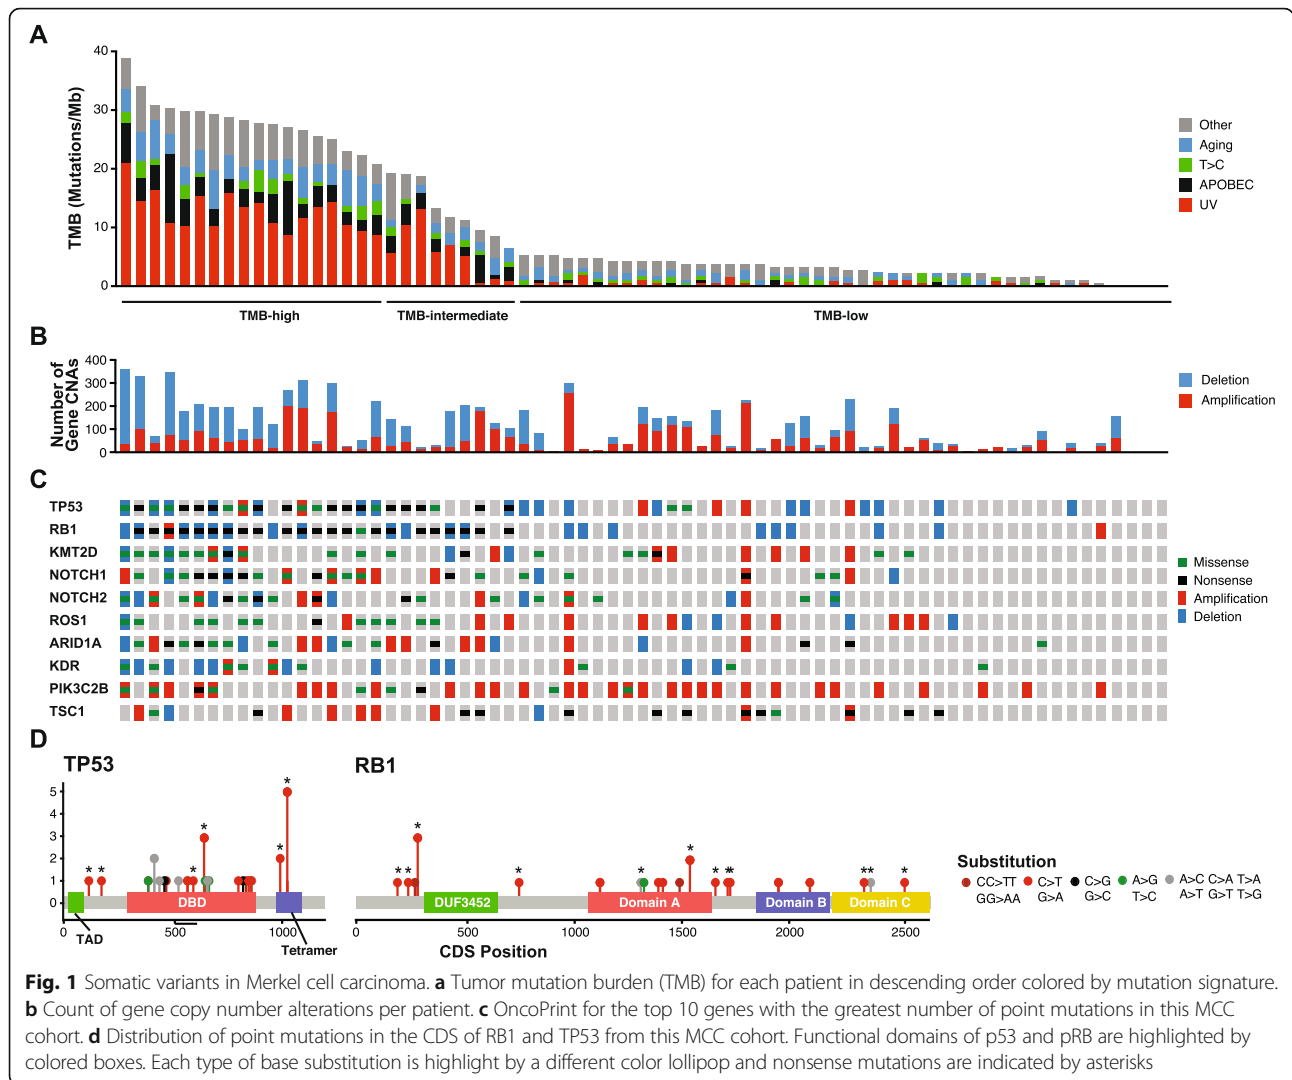 A
TMB (Mutations/Mb)
40
30
20
10
0
Other
Aging
T>C
APOBEC
UV
TMB-high
TMB-intermediate
TMB-low
B
Number of
Gene CNAs
400
300
200
100
0
Deletion
Amplification
C
TP53
RB1
KMT2D
NOTCH1
NOTCH2
ROS1
ARID1A
KDR
PIK3C2B
TSC1
Missense
Nonsense
Amplification
Deletion
D
TP53
RB1
5
4
3
2
1
0
* * * * * * *
* * * * * * * ** ** *
DBD
DUF3452
Domain A
Domain B
Domain C
TAD
Tetramer
0 500 1000
0 500 1000 1500 2000 2500
CDS Position
Substitution
CC>TT C>T C>G A>G A>C C>A T>A
GG>AA G>A G>C T>C A>T G>T T>G
Fig. 1 Somatic variants in Merkel cell carcinoma. a Tumor mutation burden (TMB) for each patient in descending order colored by mutation signature.
b Count of gene copy number alterations per patient. c OncoPrint for the top 10 genes with the greatest number of point mutations in this MCC
cohort. d Distribution of point mutations in the CDS of RB1 and TP53 from this MCC cohort. Functional domains of p53 and pRB are highlighted by
colored boxes. Each type of base substitution is highlight by a different color lollipop and nonsense mutations are indicated by asterisks